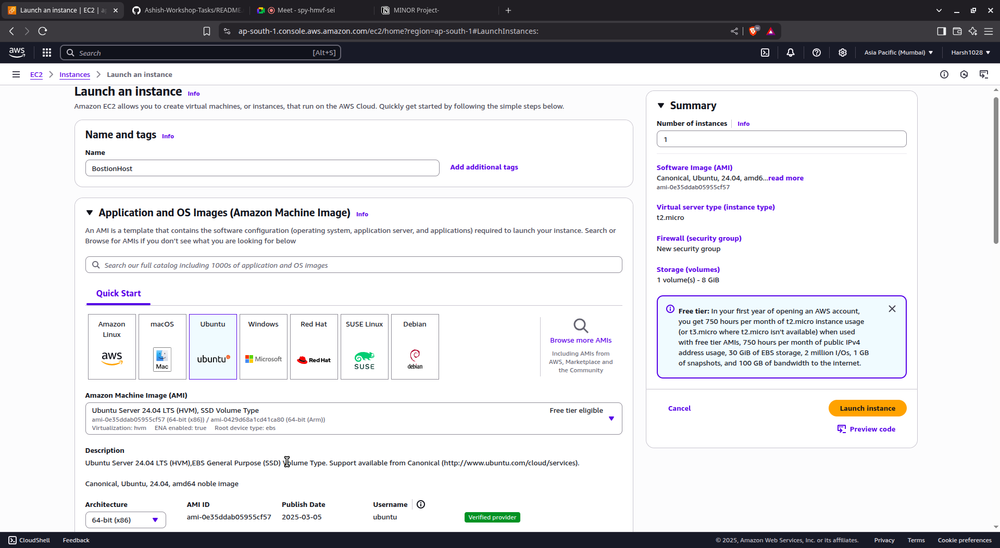 Launch an instance | EC2 | ap
Ashish-Workshop-Tasks/README.
Meet - spy-hmvf-sei
MINOR Project-
ap-south-1.console.aws.amazon.com/ec2/home?region=ap-south-1#LaunchInstances:
aws
Search
[Alt+S]
Asia Pacific (Mumbai)
Harsh1028
EC2
Instances
Launch an instance
Launch an instance Info
Amazon EC2 allows you to create virtual machines, or instances, that run on the AWS Cloud. Quickly get started by following the simple steps below.
Name and tags Info
Name
BostionHost
Add additional tags
Application and OS Images (Amazon Machine Image) Info
An AMI is a template that contains the software configuration (operating system, application server, and applications) required to launch your instance. Search or
Browse for AMIs if you don't see what you are looking for below
Search our full catalog including 1000s of application and OS images
Quick Start
Amazon
Linux
aws
macOS
Mac
Ubuntu
ubuntu
Windows
Microsoft
Red Hat
Red Hat
SUSE Linux
SUSE
Debian
debian
Browse more AMIs
Including AMIs from
AWS, Marketplace and
the Community
Amazon Machine Image (AMI)
Ubuntu Server 24.04 LTS (HVM), SSD Volume Type
Free tier eligible
ami-0e35ddab05955cf57 (64-bit (x86)) / ami-0429d68a1cd41ca80 (64-bit (Arm))
Virtualization: hvm ENA enabled: true Root device type: ebs
Description
Ubuntu Server 24.04 LTS (HVM),EBS General Purpose (SSD) Volume Type. Support available from Canonical (http://www.ubuntu.com/cloud/services).
Canonical, Ubuntu, 24.04, amd64 noble image
Architecture
64-bit (x86)
AMI ID
ami-0e35ddab05955cf57
Publish Date
2025-03-05
Username
ubuntu
Verified provider
Summary
Number of instances Info
1
Software Image (AMI)
Canonical, Ubuntu, 24.04, amd6...read more
ami-0e35ddab05955cf57
Virtual server type (instance type)
t2.micro
Firewall (security group)
New security group
Storage (volumes)
1 volume(s) - 8 GiB
Free tier: In your first year of opening an AWS account,
you get 750 hours per month of t2.micro instance usage
(or t3.micro where t2.micro isn't available) when used
with free tier AMIs, 750 hours per month of public IPv4
address usage, 30 GiB of EBS storage, 2 million I/Os, 1 GB
of snapshots, and 100 GB of bandwidth to the internet.
Cancel
Launch instance
Preview code
CloudShell
Feedback
© 2025, Amazon Web Services, Inc. or its affiliates.
Privacy
Terms
Cookie preferences